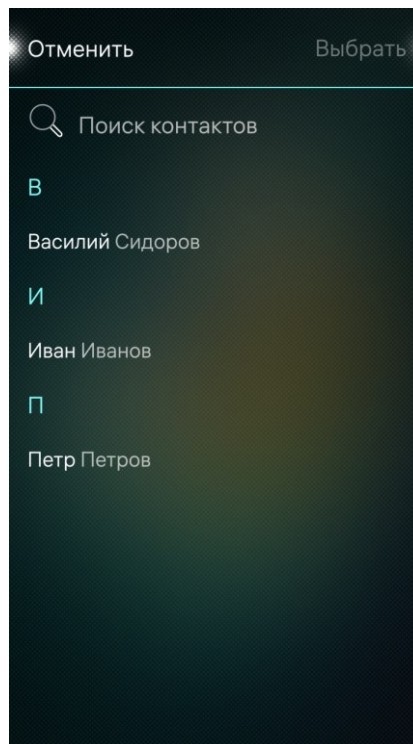 Отменить Выбрать
Поиск контактов
В
Василий Сидоров
И
Иван Иванов
П
Петр Петров